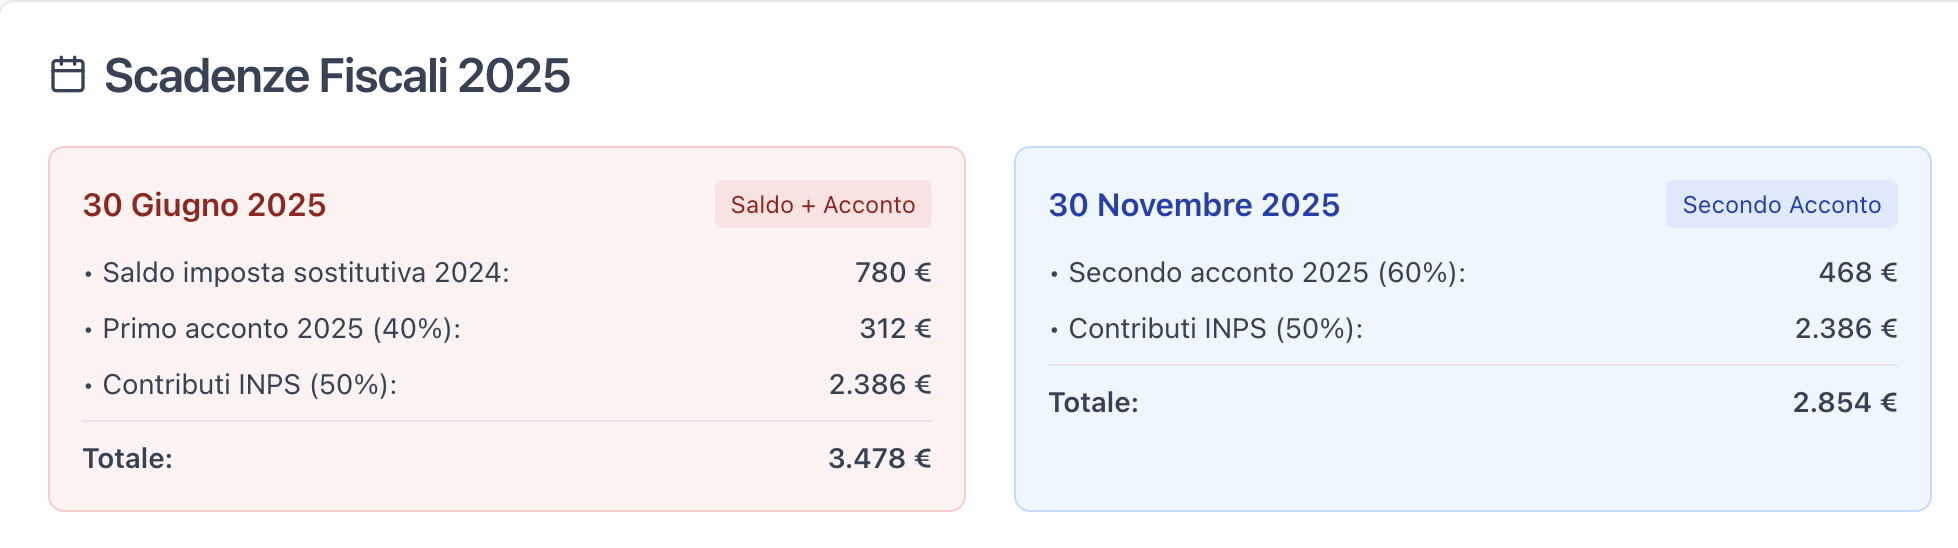 Scadenze Fiscali 2025
30 Giugno 2025 Saldo + Acconto
• Saldo imposta sostitutiva 2024: 780 €
• Primo acconto 2025 (40%): 312 €
• Contributi INPS (50%): 2.386 €
Totale: 3.478 €
30 Novembre 2025 Secondo Acconto
• Secondo acconto 2025 (60%): 468 €
• Contributi INPS (50%): 2.386 €
Totale: 2.854 €